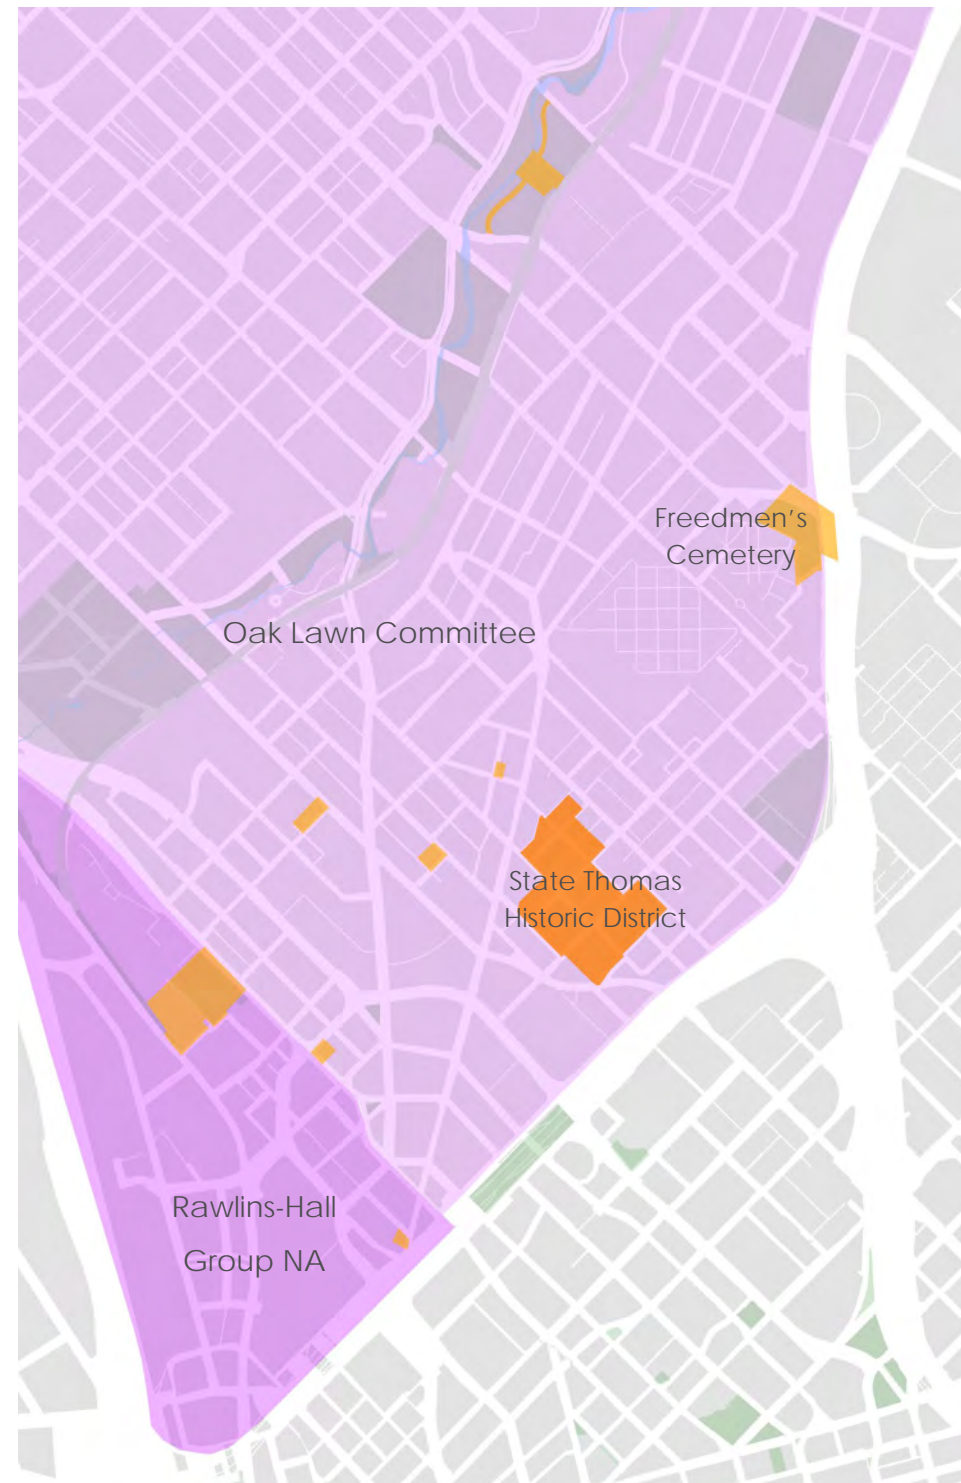 Freedmen's
Cemetery
Oak Lawn Committee
State Thomas
Historic District
Rawlins-Hall
Group NA